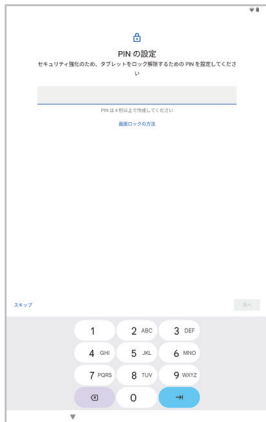 PIN の設定
セキュリティ強化のため、タブレットをロック解除するための PIN を設定してくださ
い
PIN は 4 桁以上で作成してください
画面ロックの方法
スキップ
次へ
1
2 ABC
3 DEF
4 GHI
5 JKL
6 MNO
7 PQRS
8 TUV
9 WXYZ
0